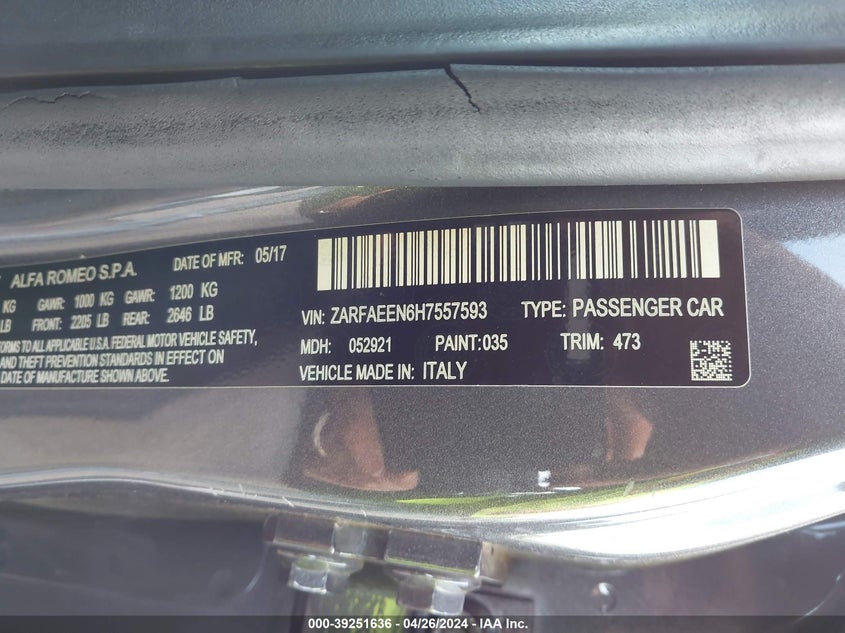 ALFA ROMEO S.P.A. DATE OF MFR: 05/17
KG GAWR: 1000 KG GAWR: 1200 KG
LB FRONT: 2205 LB REAR: 2646 LB
TO ALL APPLICABLE U.S.A. FEDERAL MOTOR VEHICLE SAFETY,
AND THEFT PREVENTION STANDARDS IN EFFECT ON
DATE OF MANUFACTURE SHOWN ABOVE.
VIN: ZARFAEEN6H7557593 TYPE: PASSENGER CAR
MDH: 052921 PAINT:035 TRIM: 473
VEHICLE MADE IN: ITALY
000-39251636 - 04/26/2024 - IAA Inc.